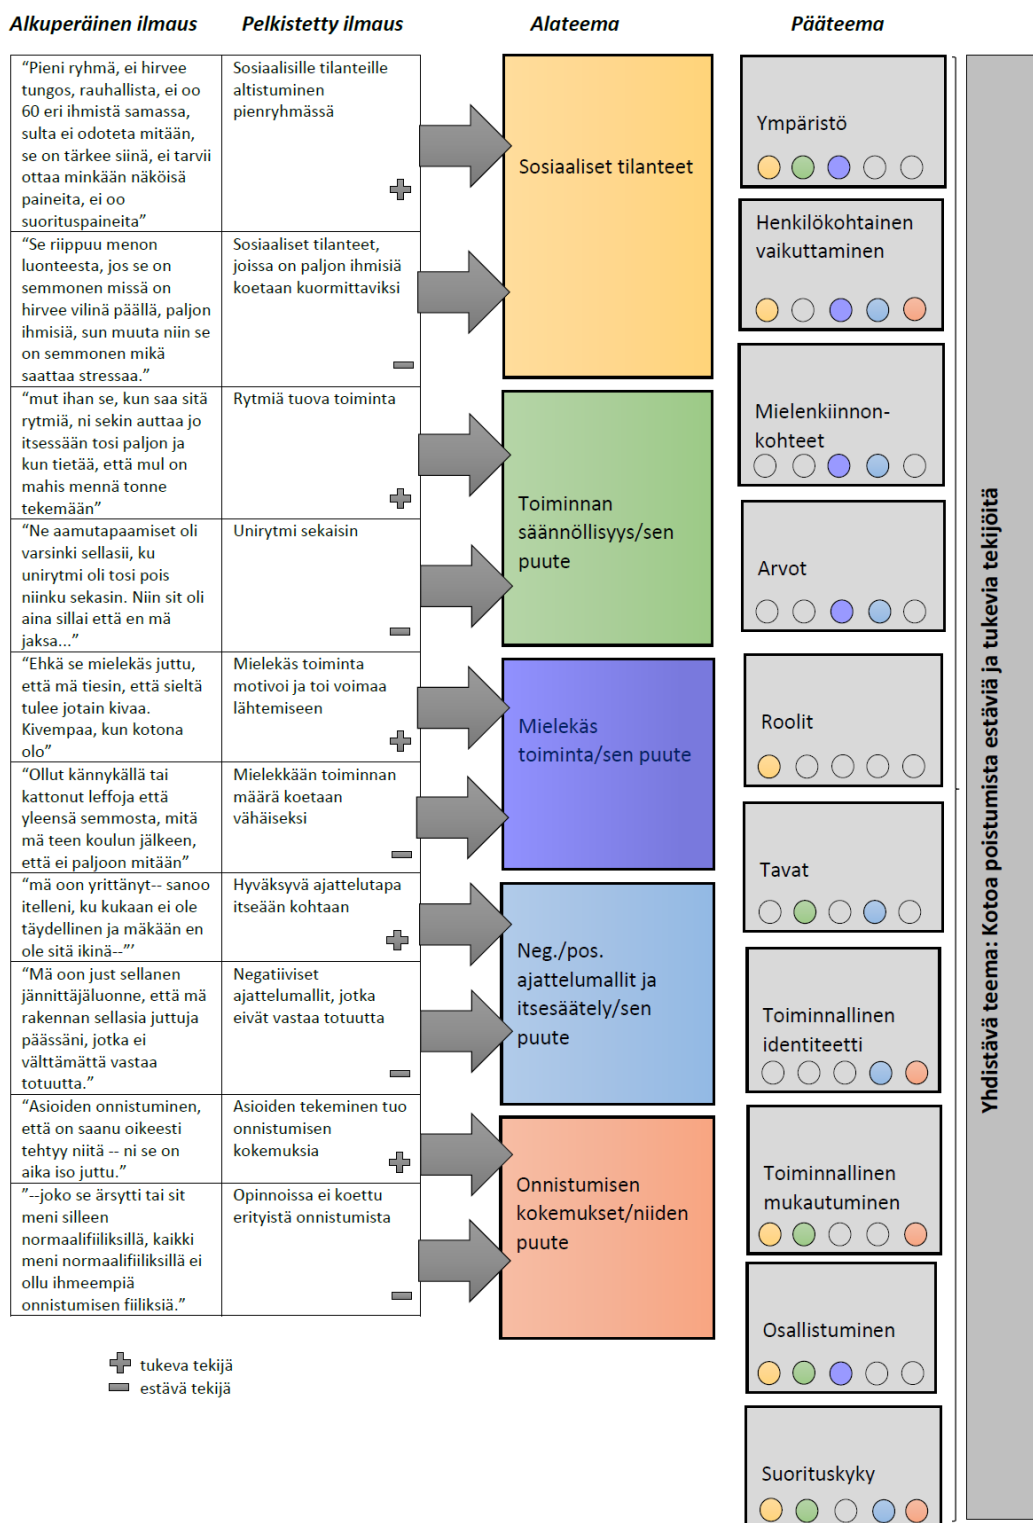 Alkuperäinen ilmaus
Pelkistetty ilmaus
Alateema
Pääteema
“Pieni ryhmä, ei hirvee
tungos, rauhallista, ei oo
60 eri ihmistä samassa,
sulta ei odoteta mitään,
se on tärkee siinä, ei tarvii
ottaa minkään näköisä
paineita, ei oo
suorituspaineita”
Sosiaalisille tilanteille
altistuminen
pienryhmässä
“Se riippuu menon
luonteesta, jos se on
semmonen missä on
hirvee vilinä päällä, paljon
ihmisiä, sun muuta niin se
on semmonen mikä
saattaa stressaa.”
Sosiaaliset tilanteet,
joissa on paljon ihmisiä
koetaan kuormittaviksi
“mut ihan se, kun saa sitä
rytmiä, ni sekin auttaa jo
itsessään tosi paljon ja
kun tietää, että mul on
mahis mennä tonne
tekemään”
Rytmiä tuova toiminta
“Ne aamutapaamiset oli
varsinki sellasii, ku
unirytmi oli tosi pois
niinku sekasin. Niin sit oli
aina sillai että en mä
jaksa...”
Unirytmi sekaisin
“Ehkä se mielekäs juttu,
että mä tiesin, että sieltä
tulee jotain kivaa.
Kivempaa, kun kotona
olo”
Mielekäs toiminta
motivoi ja toi voimaa
lähtemiseen
“Ollut kännykällä tai
kattonut leffoja että
yleensä semmosta, mitä
mä teen koulun jälkeen,
että ei paljoon mitään”
Mielekkään toiminnan
määrä koetaan
vähäiseksi
“mä oon yrittänyt-- sanoo
itelleni, ku kukaan ei ole
täydellinen ja mäkään en
ole sitä ikinä--”’
Hyväksyvä ajattelutapa
itseään kohtaan
“Mä oon just sellanen
jännittäjäluonne, että mä
rakennan sellasia juttuja
päässäni, jotka ei
välttämättä vastaa
totuutta.”
Negatiiviset
ajattelumallit, jotka
eivät vastaa totuutta
“Asioiden onnistuminen,
että on saanu oikeesti
tehtyy niitä -- ni se on
aika iso juttu.”
Asioiden tekeminen tuo
onnistumisen
kokemuksia
”--joko se ärsytti tai sit
meni silleen
normaalifiiliksillä, kaikki
meni normaalifiiliksillä ei
ollu ihmeempiä
onnistumisen fiiliksiä.”
Opinnoissa ei koettu
erityistä onnistumista
tukeva tekijä
estävä tekijä
Sosiaaliset tilanteet
Toiminnan
säännöllisyys/sen
puute
Mielekäs
toiminta/sen puute
Neg./pos.
ajattelumallit ja
itsesäätely/sen
puute
Onnistumisen
kokemukset/niiden
puute
Ympäristö
Henkilökohtainen
vaikuttaminen
Mielenkiinnon-
kohteet
Arvot
Roolit
Tavat
Toiminnallinen
identiteetti
Toiminnallinen
mukautuminen
Osallistuminen
Suorituskyky
Yhdistävä teema: Kotoa poistumista estäviä ja tukevia tekijöitä